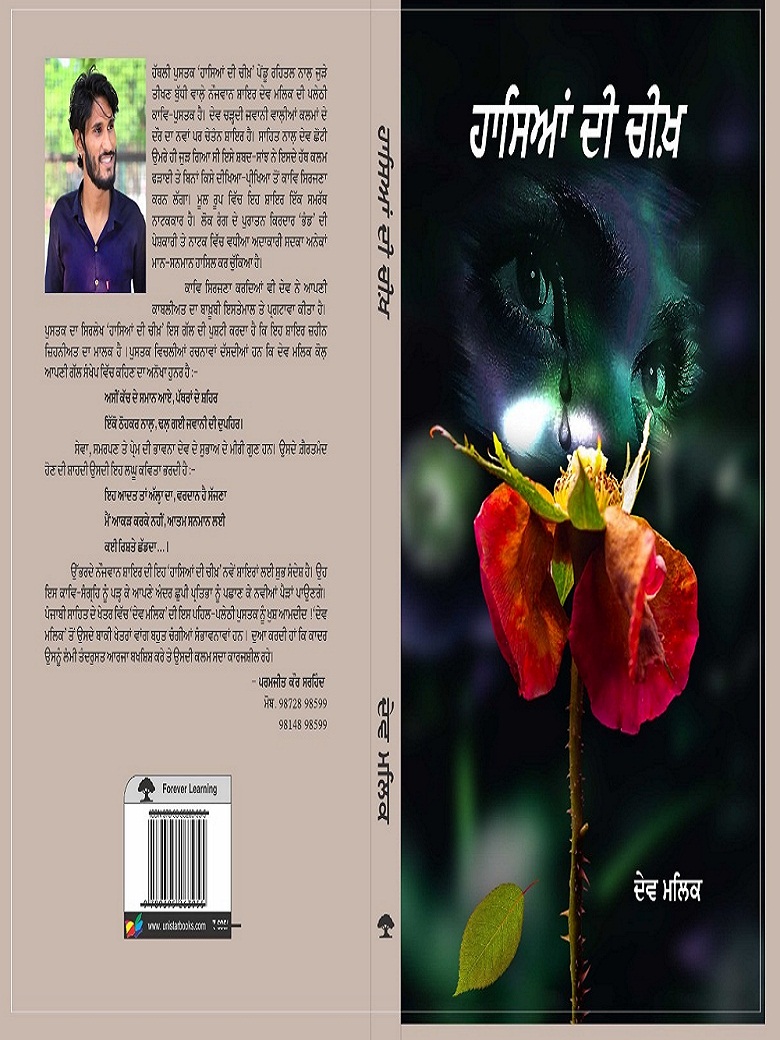 ਹੱਥਲੀ ਪੁਸਤਕ 'ਹਾਸਿਆਂ ਦੀ ਚੀਖ਼' ਪੇਂਡੂ ਰਹਿਤਲ ਨਾਲ ਜੁੜੇ
ਤੀਖਣ ਬੁੱਧੀ ਵਾਲੇ ਨੌਜਵਾਨ ਸ਼ਾਇਰ ਦੇਵ ਮਲਿਕ ਦੀ ਪਲੇਠੀ
ਕਾਵਿ-ਪੁਸਤਕ ਹੈ। ਦੇਵ ਚੜ੍ਹਦੀ ਜਵਾਨੀ ਵਾਲੀਆਂ ਕਲਮਾਂ ਦੇ
ਦੌਰ ਦਾ ਨਵਾਂ ਪਰ ਚੇਤੰਨ ਸ਼ਾਇਰ ਹੈ। ਸਾਹਿਤ ਨਾਲ ਦੇਵ ਛੋਟੀ
ਉਮਰੇ ਹੀ ਜੁੜ ਗਿਆ ਸੀ ਇਸੇ ਸ਼ਬਦ-ਸਾਂਝ ਨੇ ਇਸਦੇ ਹੱਥ ਕਲਮ
ਫੜਾਈ ਤੇ ਬਿਨਾਂ ਕਿਸੇ ਦੀਖਿਆ-ਪ੍ਰੀਖਿਆ ਤੋਂ ਕਾਵਿ ਸਿਰਜਣਾ
ਕਰਨ ਲੱਗਾ। ਮੂਲ ਰੂਪ ਵਿੱਚ ਇਹ ਸ਼ਾਇਰ ਇੱਕ ਸਮਰੱਥ
ਨਾਟਕਕਾਰ ਹੈ। ਲੋਕ ਰੰਗ ਦੇ ਪੁਰਾਤਨ ਕਿਰਦਾਰ 'ਭੰਡ' ਦੀ
ਪੇਸ਼ਕਾਰੀ ਤੇ ਨਾਟਕ ਵਿੱਚ ਵਧੀਆ ਅਦਾਕਾਰੀ ਸਦਕਾ ਅਨੇਕਾਂ
ਮਾਨ-ਸਨਮਾਨ ਹਾਸਿਲ ਕਰ ਚੁੱਕਿਆ ਹੈ।
ਕਾਵਿ ਸਿਰਜਣਾ ਕਰਦਿਆਂ ਵੀ ਦੇਵ ਨੇ ਆਪਣੀ
ਕਾਬਲੀਅਤ ਦਾ ਬਾਖ਼ੂਬੀ ਇਸਤੇਮਾਲ ਤੇ ਪ੍ਰਗਟਾਵਾ ਕੀਤਾ ਹੈ।
ਪੁਸਤਕ ਦਾ ਸਿਰਲੇਖ 'ਹਾਸਿਆਂ ਦੀ ਚੀਖ਼' ਇਸ ਗੱਲ ਦੀ ਪੁਸ਼ਟੀ ਕਰਦਾ ਹੈ ਕਿ ਇਹ ਸ਼ਾਇਰ ਜ਼ਹੀਨ
ਜ਼ਿਹਨੀਅਤ ਦਾ ਮਾਲਕ ਹੈ। ਪੁਸਤਕ ਵਿਚਲੀਆਂ ਰਚਨਾਵਾਂ ਦੱਸਦੀਆਂ ਹਨ ਕਿ ਦੇਵ ਮਲਿਕ ਕੋਲ
ਆਪਣੀ ਗੱਲ ਸੰਖੇਪ ਵਿੱਚ ਕਹਿਣ ਦਾ ਅਨੋਖਾ ਹੁਨਰ ਹੈ :-
ਅਸੀਂ ਕੱਚ ਦੇ ਸਮਾਨ ਆਏ, ਪੱਥਰਾਂ ਦੇ ਸ਼ਹਿਰ
ਇੱਕੋ ਠੋਹਕਰ ਨਾਲ, ਢਲ ਗਈ ਜਵਾਨੀ ਦੀ ਦੁਪਹਿਰ।
ਸੇਵਾ, ਸਮਰਪਣ ਤੇ ਪ੍ਰੇਮ ਦੀ ਭਾਵਨਾ ਦੇਵ ਦੇ ਸੁਭਾਅ ਦੇ ਮੀਰੀ ਗੁਣ ਹਨ। ਉਸਦੇ ਗ਼ੈਰਤਮੰਦ
ਹੋਣ ਦੀ ਸ਼ਾਹਦੀ ਉਸਦੀ ਇਹ ਲਘੂ ਕਵਿਤਾ ਭਰਦੀ ਹੈ :-
ਇਹ ਆਦਤ ਤਾਂ ਅੱਲ੍ਹਾ ਦਾ, ਵਰਦਾਨ ਹੈ ਸੱਜਣਾ
ਮੈਂ ਆਕੜ ਕਰਕੇ ਨਹੀਂ, ਆਤਮ ਸਨਮਾਨ ਲਈ
ਕਈ ਰਿਸ਼ਤੇ ਛੱਡਦਾ...।
ਉੱਭਰਦੇ ਨੌਜਵਾਨ ਸ਼ਾਇਰ ਦੀ ਇਹ 'ਹਾਸਿਆਂ ਦੀ ਚੀਖ਼' ਨਵੇਂ ਸ਼ਾਇਰਾਂ ਲਈ ਸ਼ੁਭ ਸੰਦੇਸ਼ ਹੈ। ਉਹ
ਇਸ ਕਾਵਿ-ਸੰਗ੍ਰਹਿ ਨੂੰ ਪੜ੍ਹ ਕੇ ਆਪਣੇ ਅੰਦਰ ਛੁਪੀ ਪ੍ਰਤਿਭਾ ਨੂੰ ਪਛਾਣ ਕੇ ਨਵੀਆਂ ਪੈੜਾਂ ਪਾਉਣਗੇ।
ਪੰਜਾਬੀ ਸਾਹਿਤ ਦੇ ਖੇਤਰ ਵਿੱਚ 'ਦੇਵ ਮਲਿਕ' ਦੀ ਇਸ ਪਹਿਲ-ਪਲੇਠੀ ਪੁਸਤਕ ਨੂੰ ਖ਼ੁਸ਼ ਆਮਦੀਦ ! 'ਦੇਵ
ਮਲਿਕ' ਤੋਂ ਉਸਦੇ ਬਾਕੀ ਖੇਤਰਾਂ ਵਾਂਗ ਬਹੁਤ ਚੰਗੀਆਂ ਸੰਭਾਵਨਾਵਾਂ ਹਨ। ਦੁਆ ਕਰਦੀ ਹਾਂ ਕਿ ਕਾਦਰ
ਉਸਨੂੰ ਲੰਮੀ ਤੰਦਰੁਸਤ ਆਰਜਾ ਬਖਸ਼ਿਸ਼ ਕਰੇ ਤੇ ਉਸਦੀ ਕਲਮ ਸਦਾ ਕਾਰਜਸ਼ੀਲ ਰਹੇ।
- ਪਰਮਜੀਤ ਕੌਰ ਸਰਹਿੰਦ
ਮੋਬ. 98728 98599
98148 98599
Forever Learning
www. unistarbooks.com
ਹਾਸਿਆਂ ਦੀ ਚੀਖ਼
ਦੇਵ ਮਲਿਕ
ਹਾਸਿਆਂ ਦੀ ਚੀਖ਼
ਦੇਵ ਮਲਿਕ